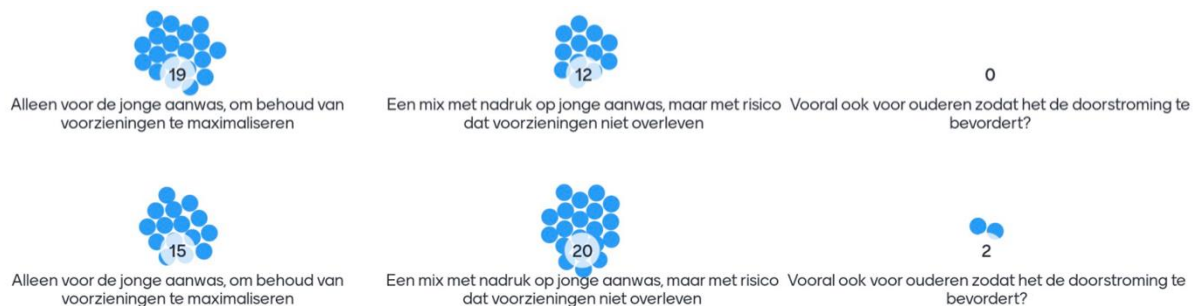 19 12 0
Alleen voor de jonge aanwas, om behoud van Een mix met nadruk op jonge aanwas, maar met risico Vooral ook voor ouderen zodat het de doorstroming te
voorzieningen te maximaliseren dat voorzieningen niet overleven bevordert?
15 20 2
Alleen voor de jonge aanwas, om behoud van Een mix met nadruk op jonge aanwas, maar met risico Vooral ook voor ouderen zodat het de doorstroming te
voorzieningen te maximaliseren dat voorzieningen niet overleven bevordert?